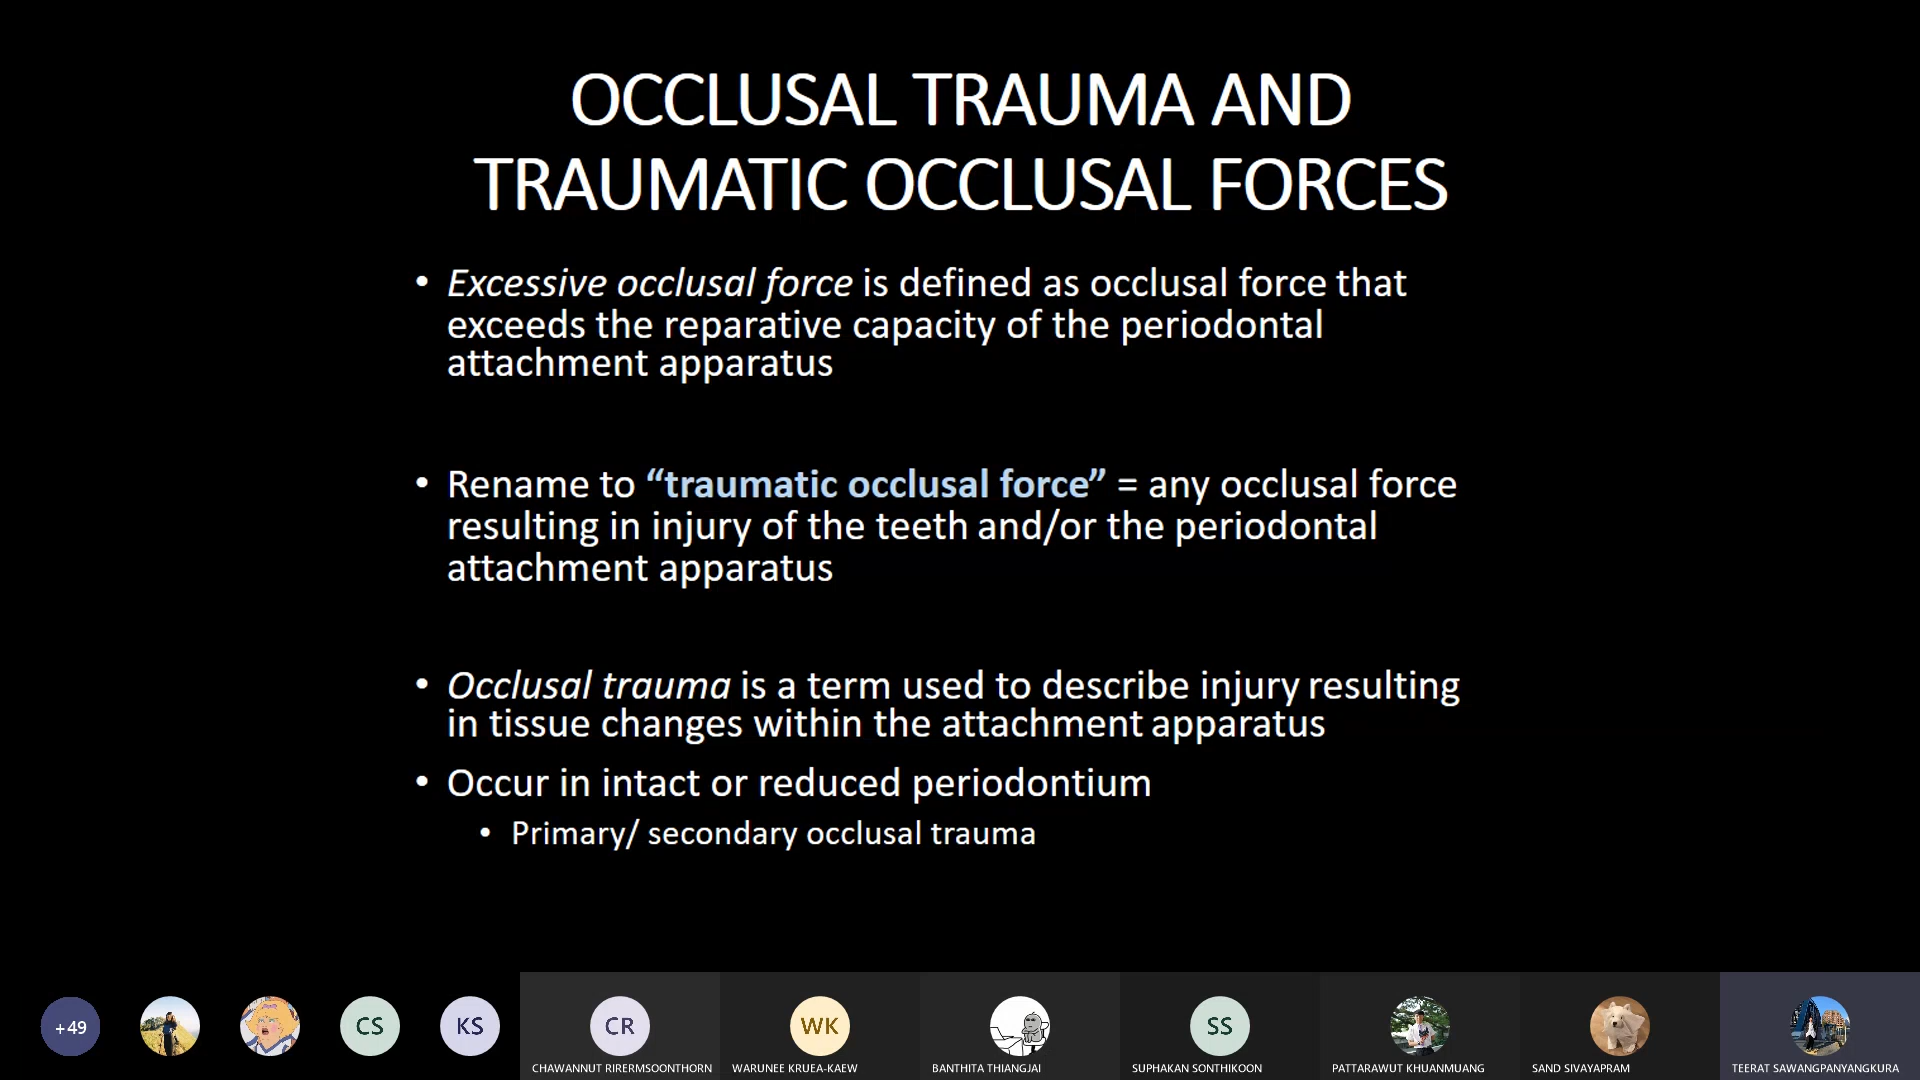 OCCLUSAL TRAUMA AND
TRAUMATIC OCCLUSAL FORCES
• Excessive occlusal force is defined as occlusal force that
exceeds the reparative capacity of the periodontal
attachment apparatus
• Rename to “traumatic occlusal force” = any occlusal force
resulting in injury of the teeth and/or the periodontal
attachment apparatus
• Occlusal trauma is a term used to describe injury resulting
in tissue changes within the attachment apparatus
• Occur in intact or reduced periodontium
• Primary/ secondary occlusal trauma
+49
CS
KS
CR
WK
SS
CHAWANNUT RIRERMSOONTHORN
WARUNEE KRUEA-KAEW
BANTHITA THIANGJAI
SUPHAKAN SONTHIKOON
PATTARAWUT KHUANMUANG
SAND SIVAYAPRAM
TEERAT SAWANGPANYANGKURA